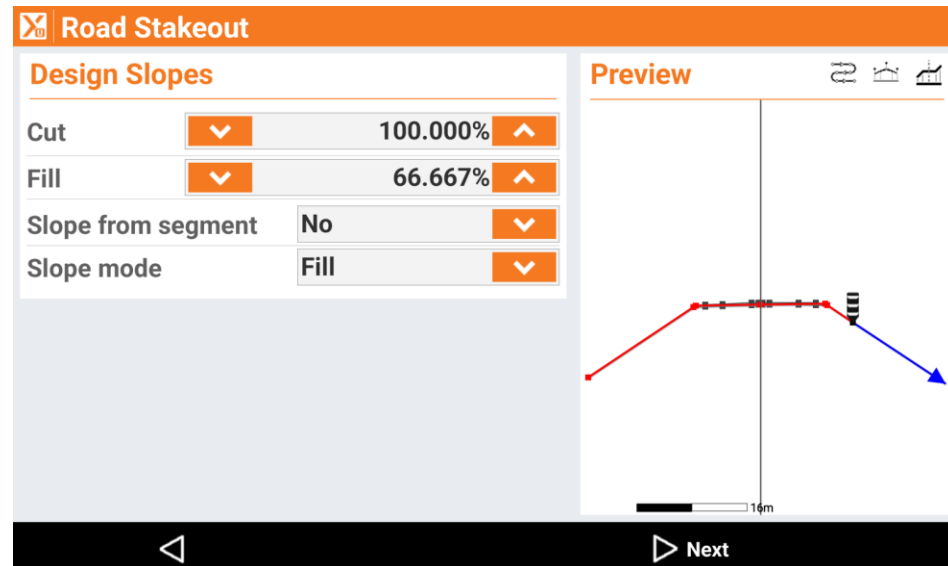 Road Stakeout
Design Slopes
Cut 100.000%
Fill 66.667%
Slope from segment No
Slope mode Fill
Preview
16m
Next